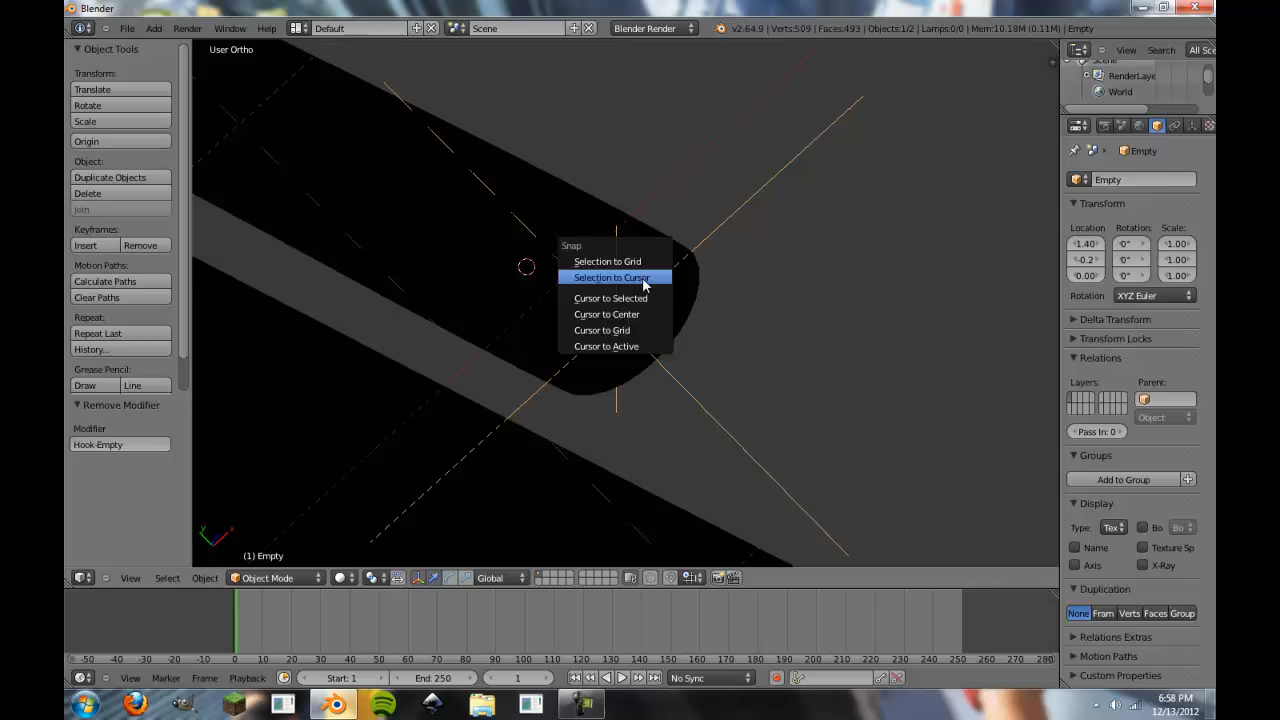 Blender
File Add Render Window Help Default Scene Blender Render v2.64.9 | Verts:509 | Faces:493 | Objects:1/2 | Lamps:0/0 | Mem:10.18M (0.11M) | Empty
Object Tools
User Ortho
View Search All Sce
Scene
RenderLaye
World
Transform:
Translate
Rotate
Scale
Origin
Object:
Duplicate Objects
Delete
Join
Keyframes:
Insert Remove
Motion Paths:
Calculate Paths
Clear Paths
Repeat:
Repeat Last
History...
Grease Pencil:
Draw Line
Remove Modifier
Modifier
Hook-Empty
Snap
Selection to Grid
Selection to Cursor
Cursor to Selected
Cursor to Center
Cursor to Grid
Cursor to Active
y x
(1) Empty
Empty
Empty
Transform
Location Rotation: Scale:
1.40 0° 1.00
-0.2 0° 1.00
0.00 0° 1.00
Rotation XYZ Euler
Delta Transform
Transform Locks
Relations
Layers: Parent:
Object
Pass In: 0
Groups
Add to Group
Display
Type: Tex Bo Bo
Name Texture Sp
Axis X-Ray
Duplication
None Fram Verts Faces Group
Relations Extras
Motion Paths
Custom Properties
View Select Object Object Mode Global
-50 -40 -30 -20 -10 0 10 20 30 40 50 60 70 80 90 100 110 120 130 140 150 160 170 180 190 200 210 220 230 240 250 260 270 280
View Marker Frame Playback Start: 1 End: 250 1 No Sync
6:58 PM
12/13/2012